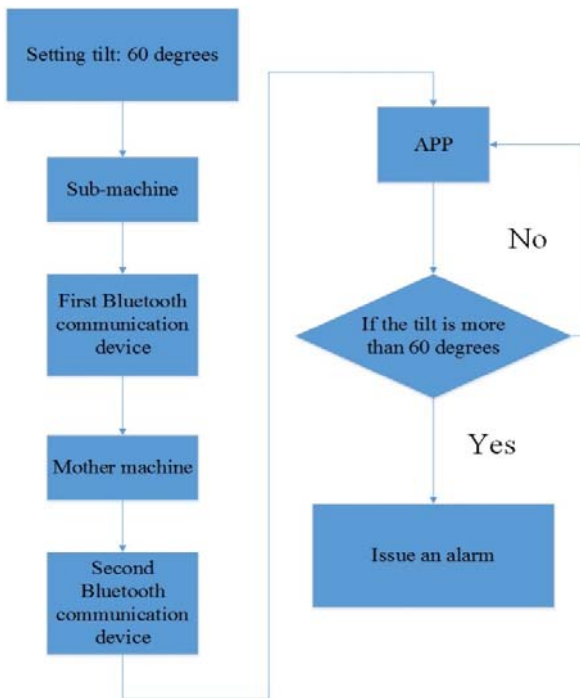 Setting tilt: 60 degrees
Sub-machine
First Bluetooth
communication
device
Mother machine
Second
Bluetooth
communication
device
APP
No
If the tilt is more
than 60 degrees
Yes
Issue an alarm